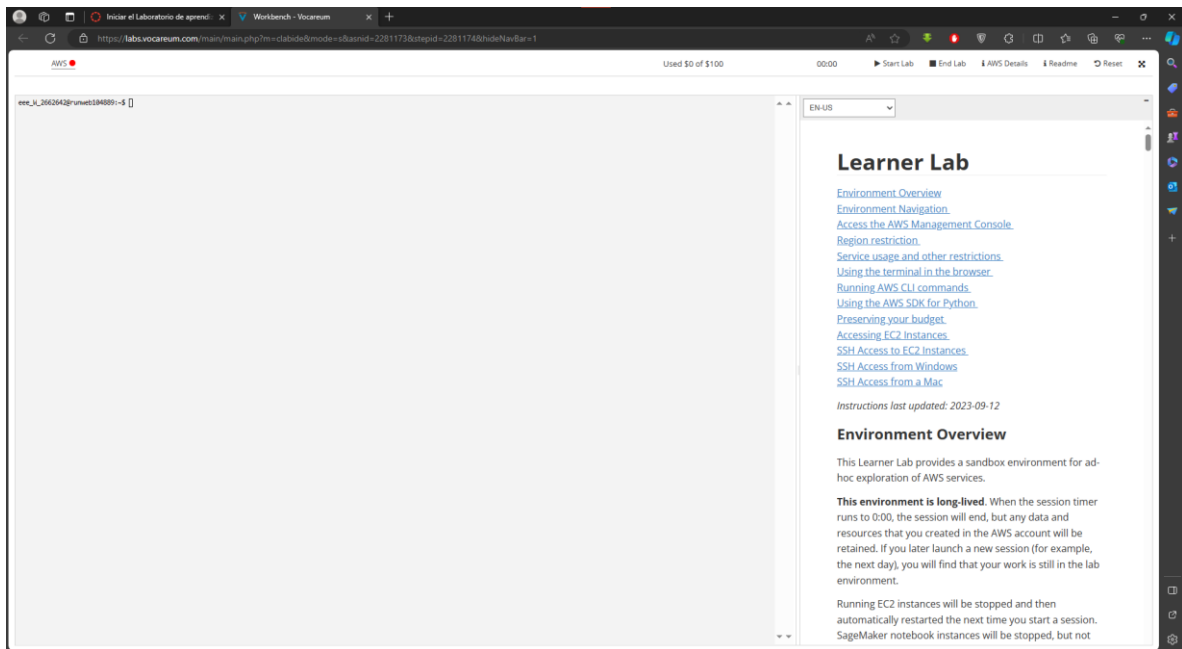 Iniciar el Laboratorio de aprendi
Workbench - Vocareum
https://labs.vocareum.com/main/main.php?m=clabide&mode=s&asnid=2281173&stepid=2281174&hideNavBar=1
AWS
Used $0 of $100
00:00
Start Lab
End Lab
AWS Details
Readme
Reset
EN-US
Learner Lab
Environment Overview
Environment Navigation
Access the AWS Management Console
Region restriction
Service usage and other restrictions
Using the terminal in the browser
Running AWS CLI commands
Using the AWS SDK for Python
Preserving your budget
Accessing EC2 Instances
SSH Access to EC2 Instances
SSH Access from Windows
SSH Access from a Mac
Instructions last updated: 2023-09-12
Environment Overview
This Learner Lab provides a sandbox environment for ad-
hoc exploration of AWS services.
This environment is long-lived. When the session timer
runs to 0:00, the session will end, but any data and
resources that you created in the AWS account will be
retained. If you later launch a new session (for example,
the next day), you will find that your work is still in the lab
environment.
Running EC2 instances will be stopped and then
automatically restarted the next time you start a session.
SageMaker notebook instances will be stopped, but not